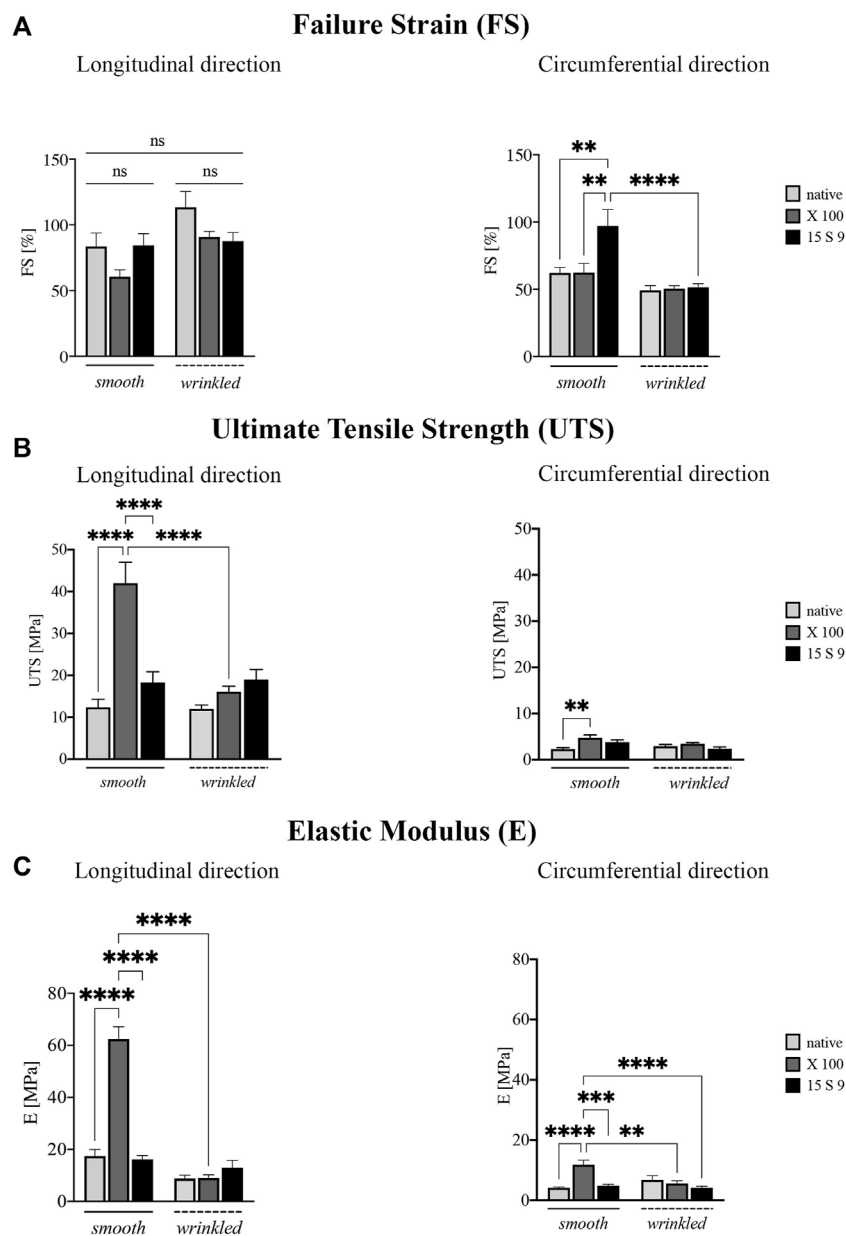 A
Failure Strain (FS)
Longitudinal direction
Circumferential direction
ns
ns
ns
150
100
50
0
FS [%]
smooth
wrinkled
**
**
****
150
100
50
0
FS [%]
smooth
wrinkled
native
X 100
15 S 9
Ultimate Tensile Strength (UTS)
B
Longitudinal direction
Circumferential direction
****
****
****
50
40
30
20
10
0
UTS [MPa]
smooth
wrinkled
**
50
40
30
20
10
5
0
UTS [MPa]
smooth
wrinkled
native
X 100
15 S 9
Elastic Modulus (E)
C
Longitudinal direction
Circumferential direction
****
****
****
80
60
40
20
0
E [MPa]
smooth
wrinkled
****
***
****
**
80
60
40
20
0
E [MPa]
smooth
wrinkled
native
X 100
15 S 9